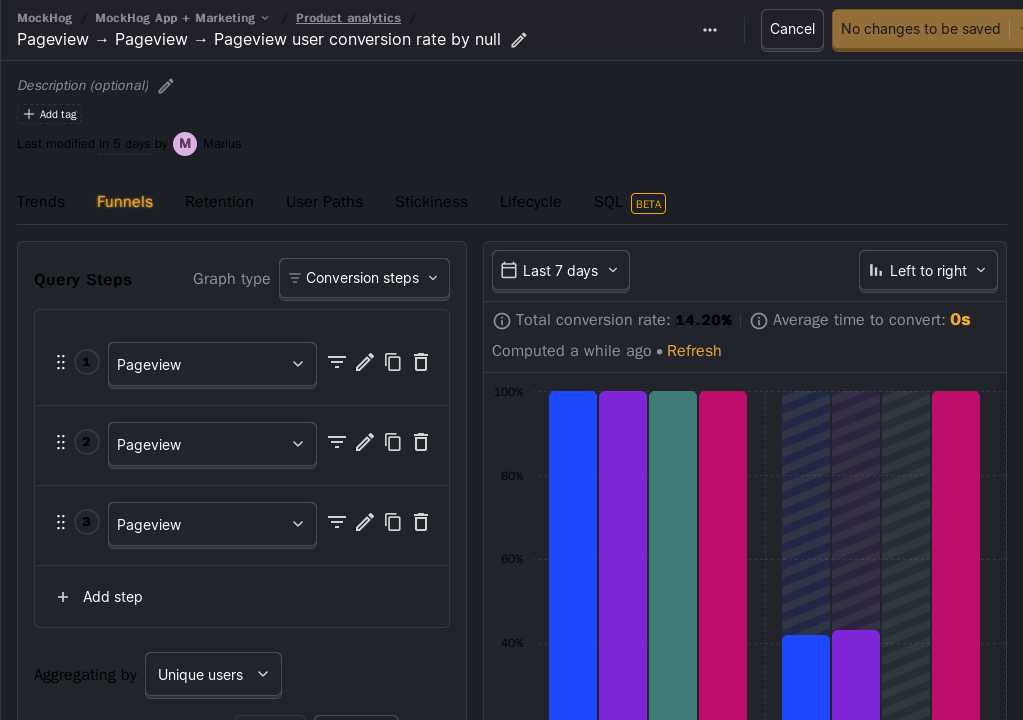 MockHog / MockHog App + Marketing / Product analytics /
Pageview → Pageview → Pageview user conversion rate by null
Cancel
No changes to be saved
Description (optional)
Add tag
Last modified in 5 days by M Marius
Trends Funnels Retention User Paths Stickiness Lifecycle SQL BETA
Query Steps
Graph type Conversion steps
1 Pageview
2 Pageview
3 Pageview
+ Add step
Aggregating by Unique users
Last 7 days
Left to right
Total conversion rate: 14.20%
Average time to convert: 0s
Computed a while ago • Refresh
100%
80%
60%
40%